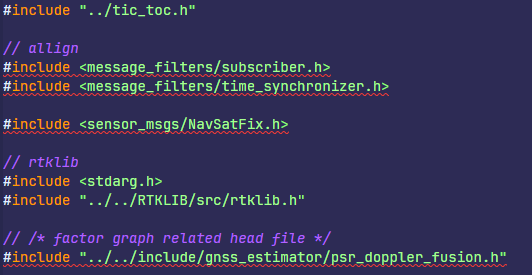 #include "../tic_toc.h"
// allign
#include <message_filters/subscriber.h>
#include <message_filters/time_synchronizer.h>
#include <sensor_msgs/NavSatFix.h>
// rtklib
#include <stdarg.h>
#include "../../RTKLIB/src/rtklib.h"
// /* factor graph related head file */
#include "../../include/gnss_estimator/psr_doppler_fusion.h"